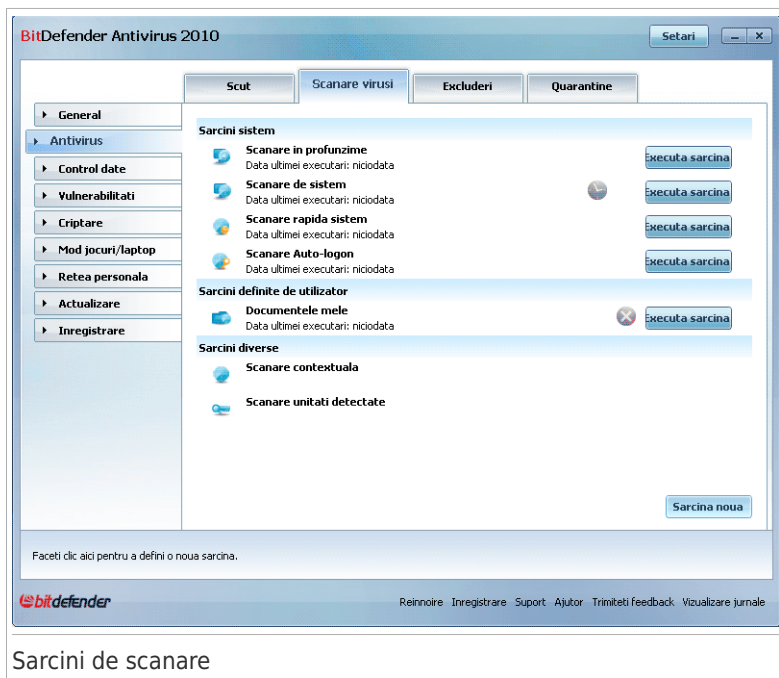 BitDefender Antivirus 2010
Setari
Scut
Scanare virusi
Excluderi
Quarantine
General
Antivirus
Control date
Vulnerabilitati
Criptare
Mod jocuri/laptop
Retea personala
Actualizare
Inregistrare
Sarcini sistem
Scanare in profunzime
Data ultimei executari: niciodata
Executa sarcina
Scanare de sistem
Data ultimei executari: niciodata
Executa sarcina
Scanare rapida sistem
Data ultimei executari: niciodata
Executa sarcina
Scanare Auto-logon
Data ultimei executari: niciodata
Executa sarcina
Sarcini definite de utilizator
Documentele mele
Data ultimei executari: niciodata
Executa sarcina
Sarcini diverse
Scanare contextuala
Scanare unitati detectate
Sarcina noua
Faceti clic aici pentru a defini o noua sarcina.
bitdefender
Reinnoire Inregistrare Suport Ajutor Trimiteti feedback Vizualizare jurnale
Sarcini de scanare